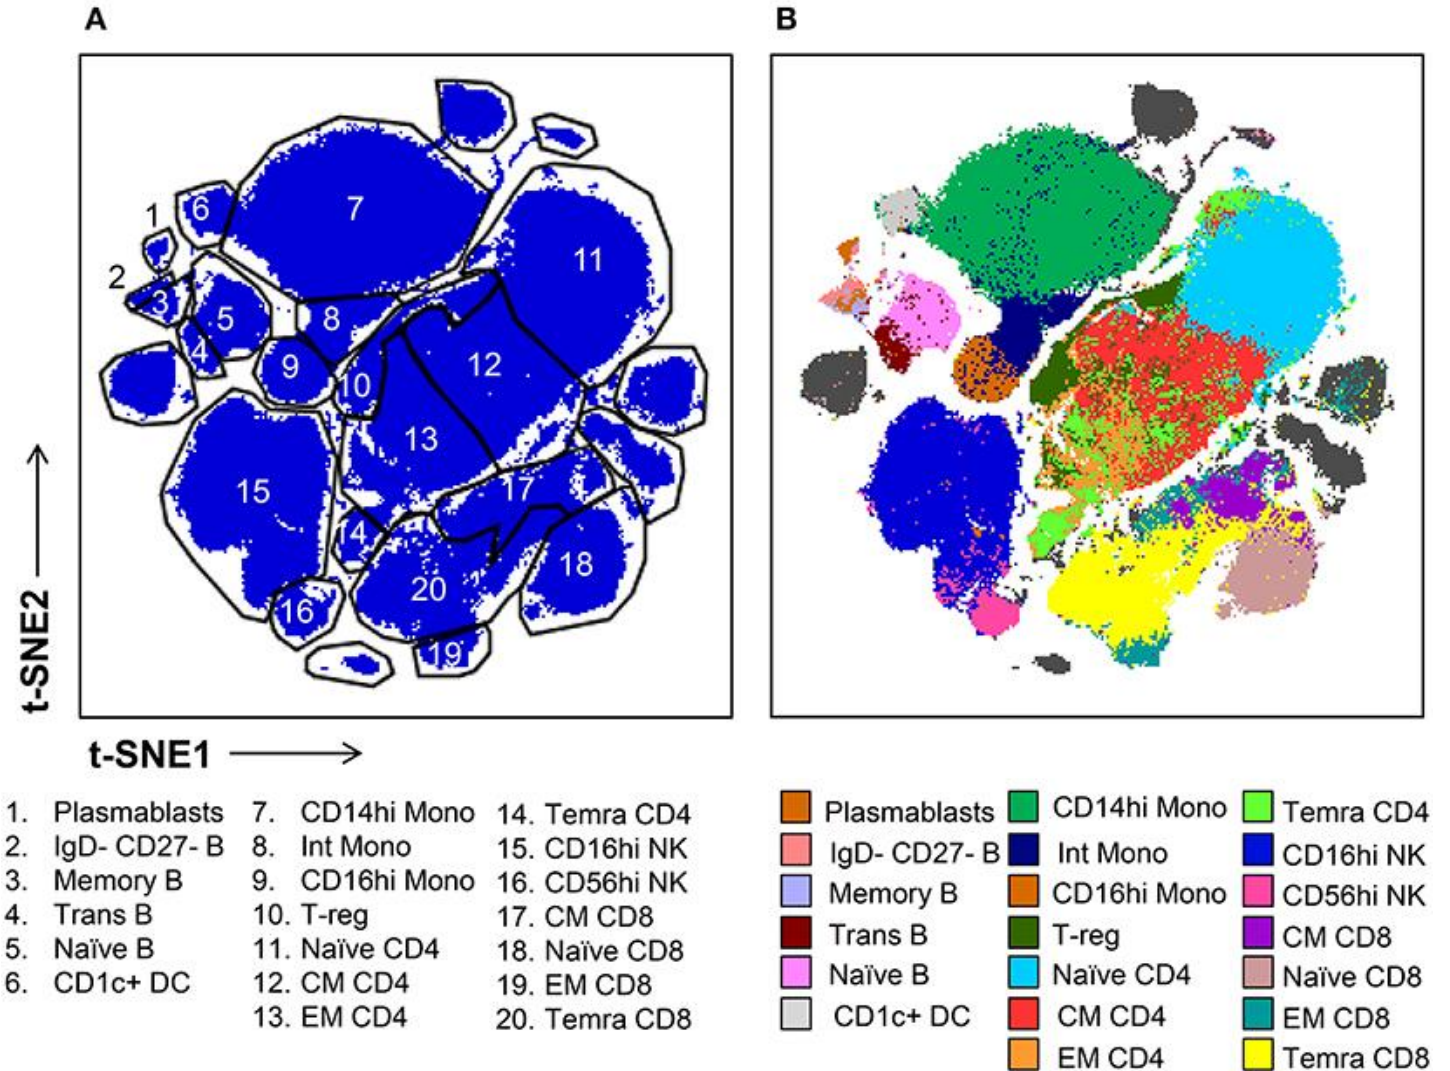 A
B
1
2
3
4
5
6
7
8
9
10
11
12
13
14
15
16
17
18
19
20
t-SNE2
t-SNE1
1. Plasmablasts
2. IgD- CD27- B
3. Memory B
4. Trans B
5. Naïve B
6. CD1c+ DC
7. CD14hi Mono
8. Int Mono
9. CD16hi Mono
10. T-reg
11. Naïve CD4
12. CM CD4
13. EM CD4
14. Temra CD4
15. CD16hi NK
16. CD56hi NK
17. CM CD8
18. Naïve CD8
19. EM CD8
20. Temra CD8
Plasmablasts
IgD- CD27- B
Memory B
Trans B
Naïve B
CD1c+ DC
CD14hi Mono
Int Mono
CD16hi Mono
T-reg
Naïve CD4
CM CD4
EM CD4
Temra CD4
CD16hi NK
CD56hi NK
CM CD8
Naïve CD8
EM CD8
Temra CD8